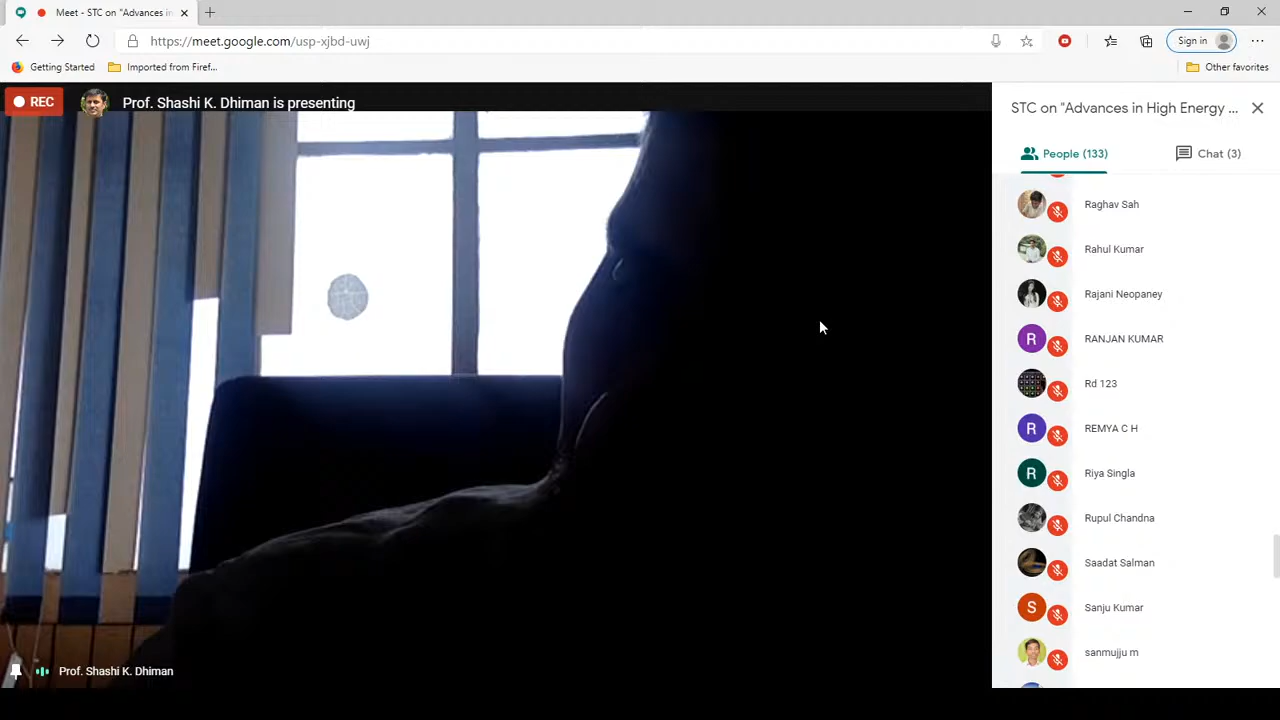 Meet - STC on "Advances in High E
https://meet.google.com/usp-xjbd-uwj
Sign in
Getting Started
Imported from Firef...
Other favorites
REC
Prof. Shashi K. Dhiman is presenting
STC on "Advances in High Energy ...
People (133)
Chat (3)
Raghav Sah
Rahul Kumar
Rajani Neopaney
R
RANJAN KUMAR
Rd 123
R
REMYA C H
R
Riya Singla
Rupul Chandna
Saadat Salman
S
Sanju Kumar
sanmujju m
Prof. Shashi K. Dhiman